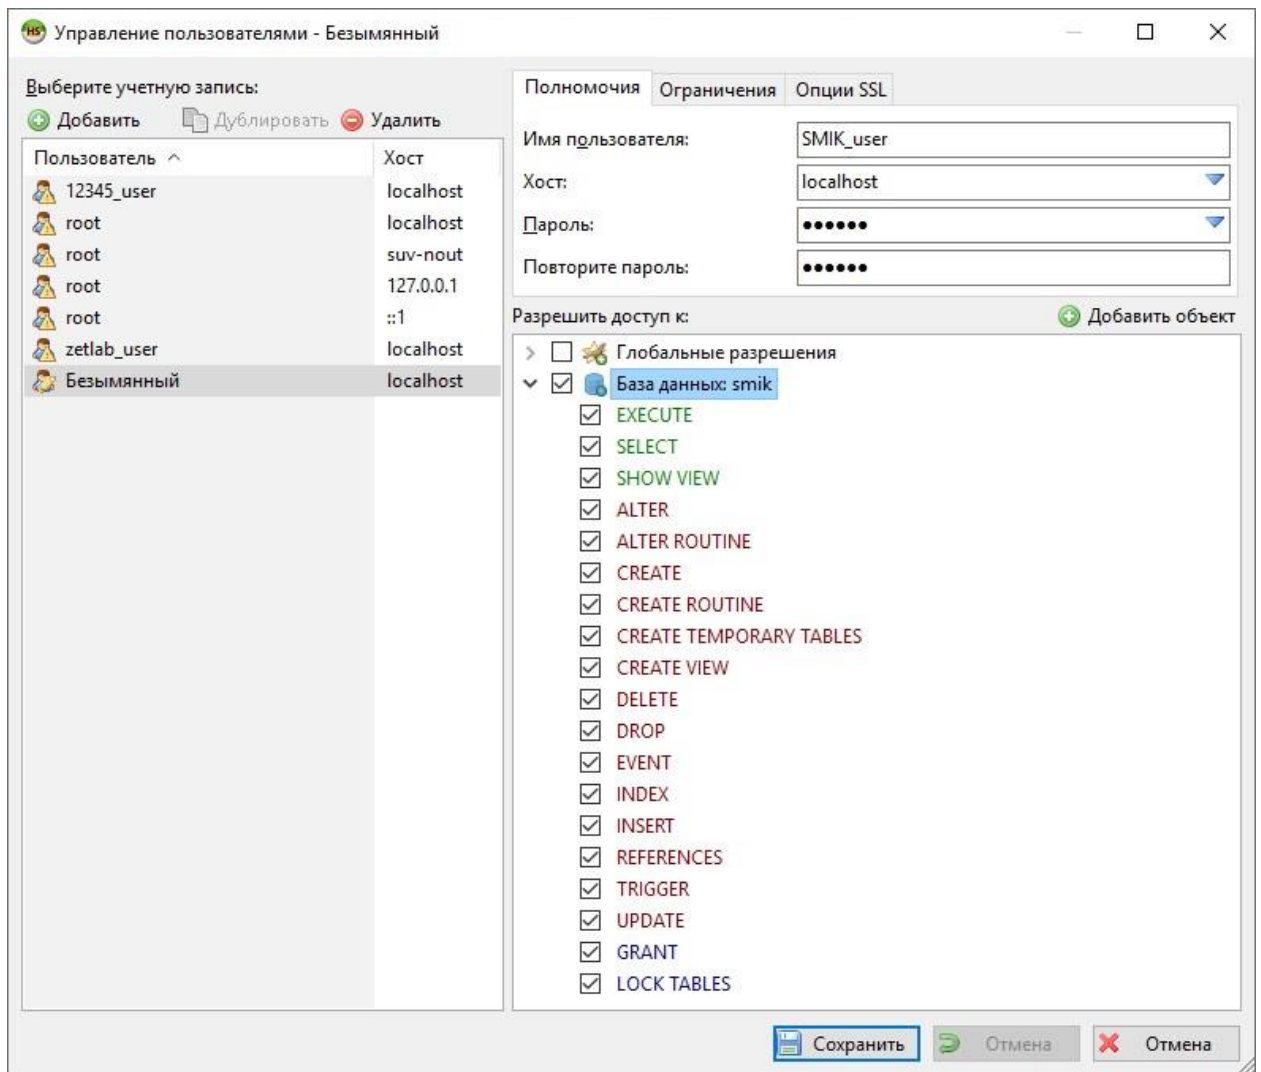 HS
Управление пользователями - Безымянный
Выберите учетную запись:
Добавить Дублировать Удалить
Пользователь Хост
12345_user localhost
root localhost
root suv-nout
root 127.0.0.1
root ::1
zetlab_user localhost
Безымянный localhost
Полномочия Ограничения Опции SSL
Имя пользователя: SMIK_user
Хост: localhost
Пароль: ●●●●●●
Повторите пароль: ●●●●●●
Разрешить доступ к: Добавить объект
Глобальные разрешения
База данных: smik
EXECUTE
SELECT
SHOW VIEW
ALTER
ALTER ROUTINE
CREATE
CREATE ROUTINE
CREATE TEMPORARY TABLES
CREATE VIEW
DELETE
DROP
EVENT
INDEX
INSERT
REFERENCES
TRIGGER
UPDATE
GRANT
LOCK TABLES
Сохранить Отмена Отмена